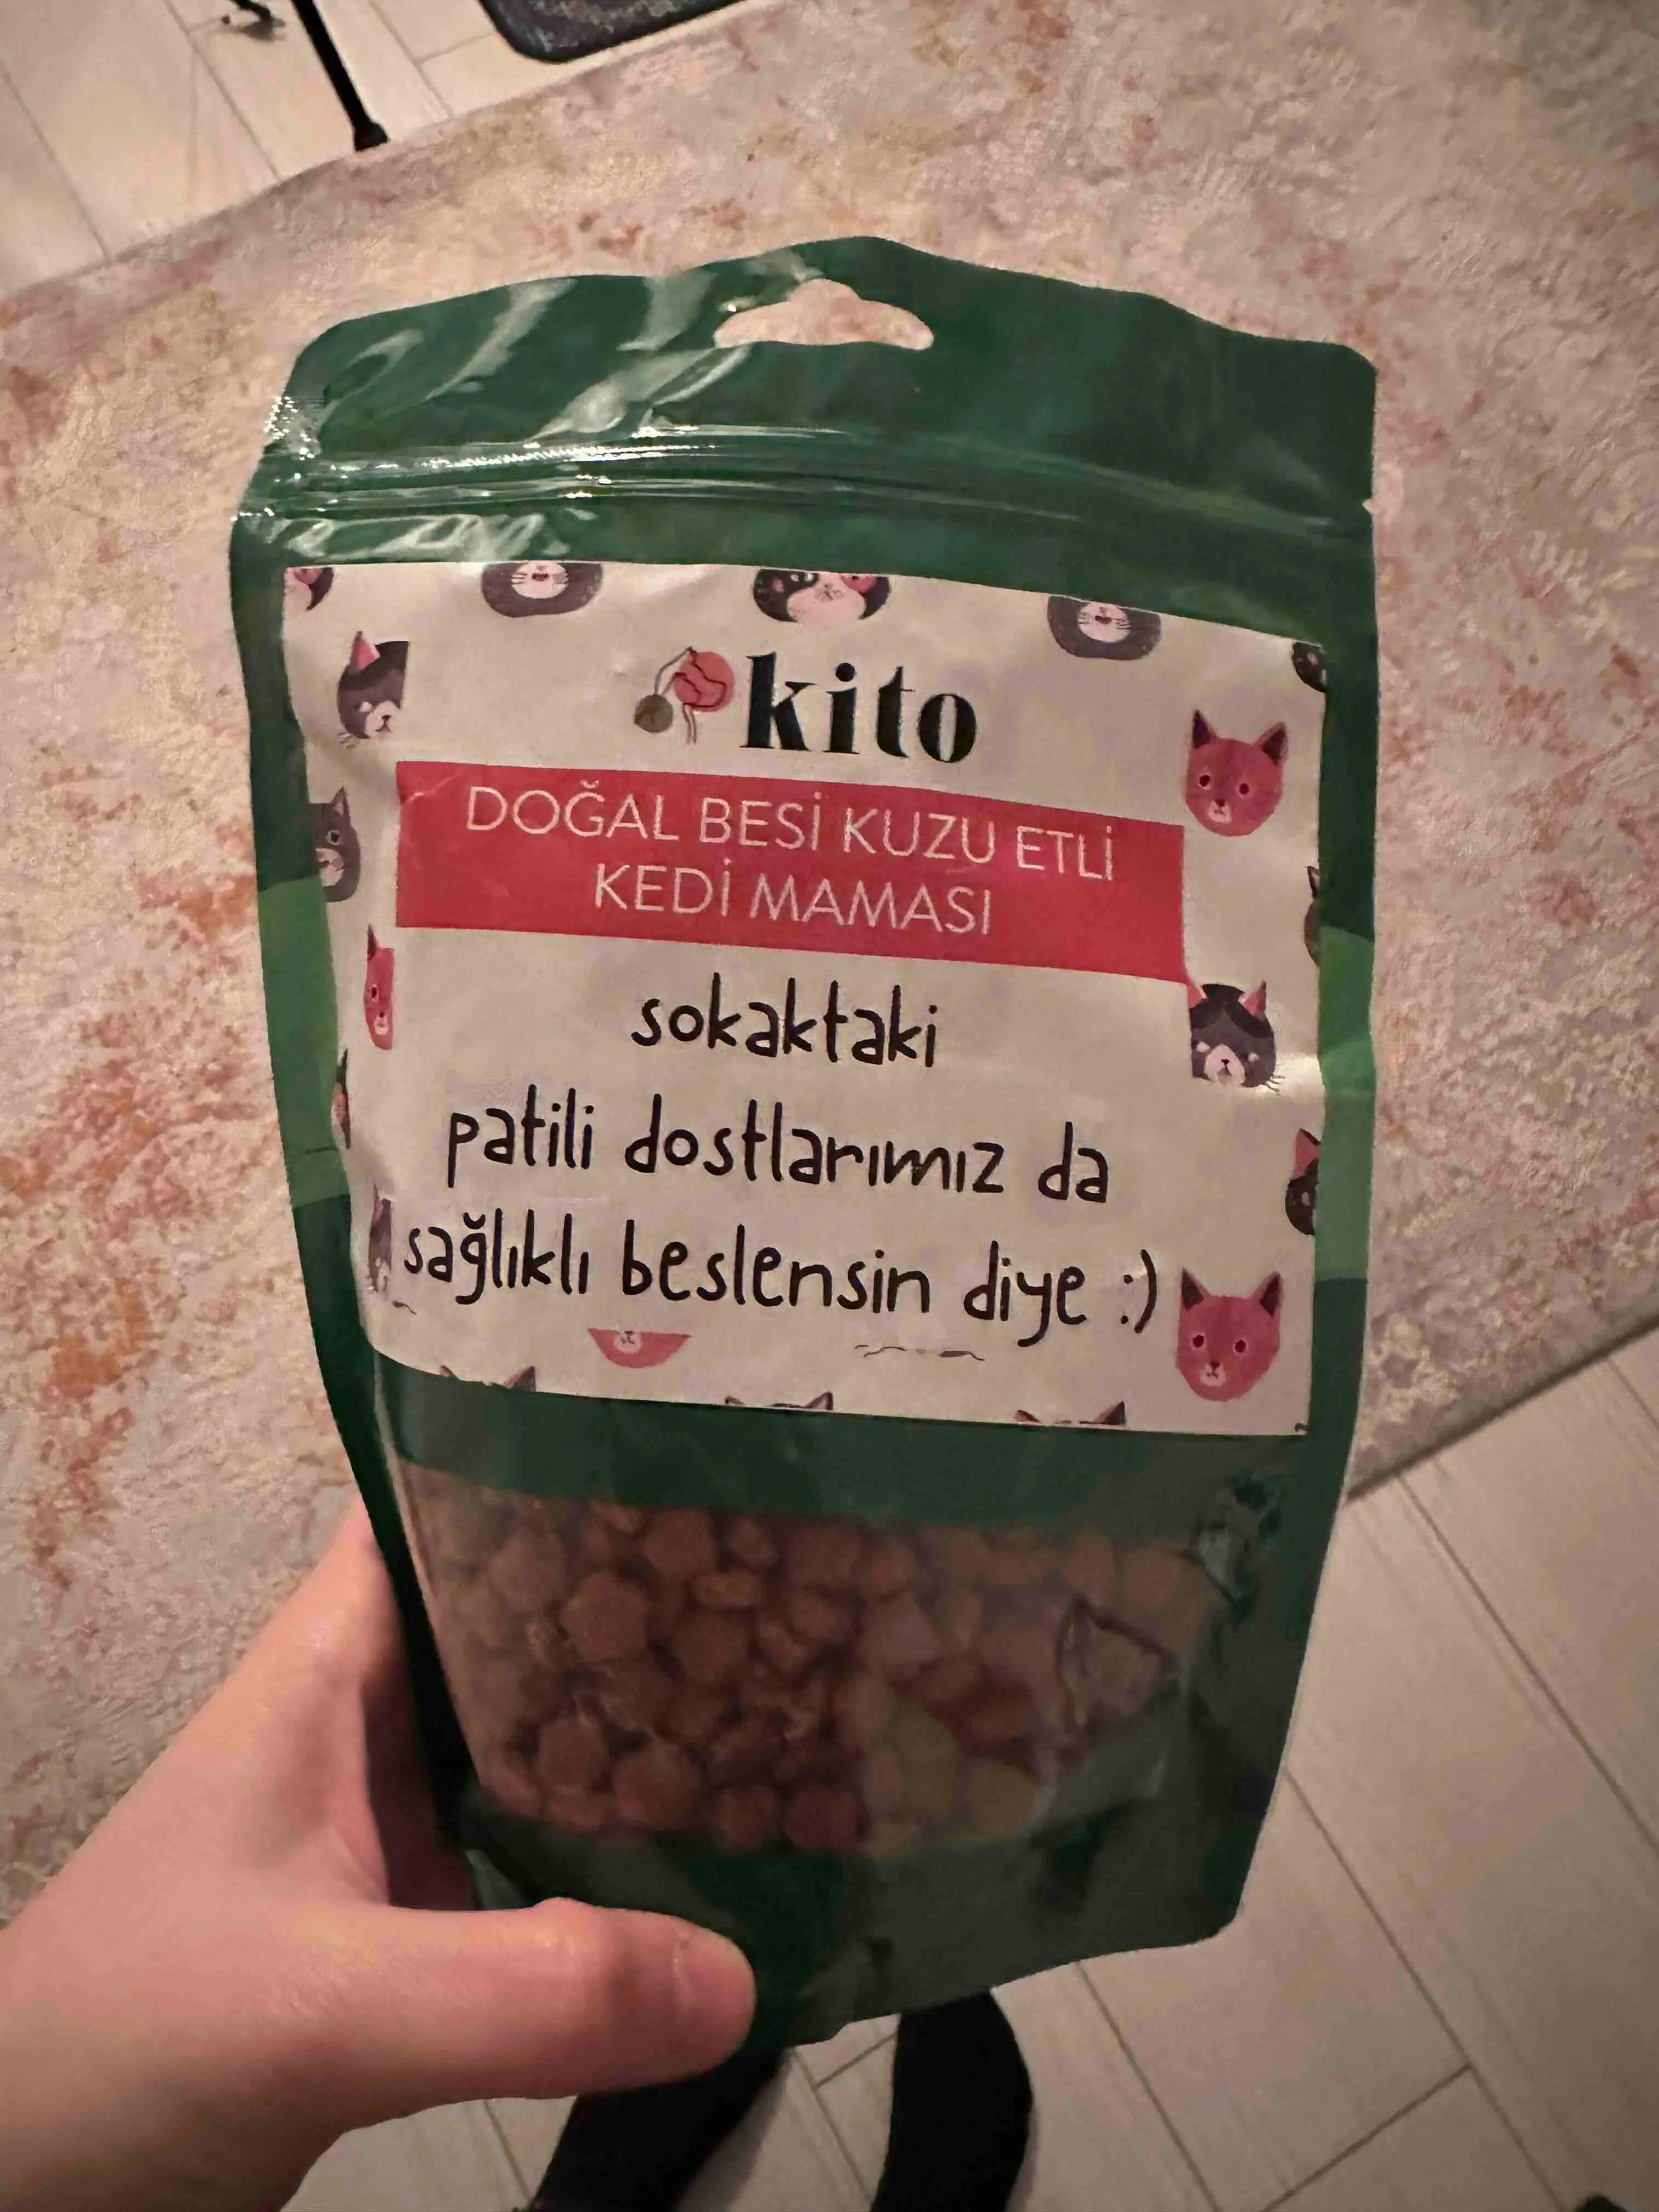 kito
DOĞAL BESİ KUZU ETLİ
KEDİ MAMASI
sokaktaki
patili dostlarımız da
sağlıklı beslensin diye :)